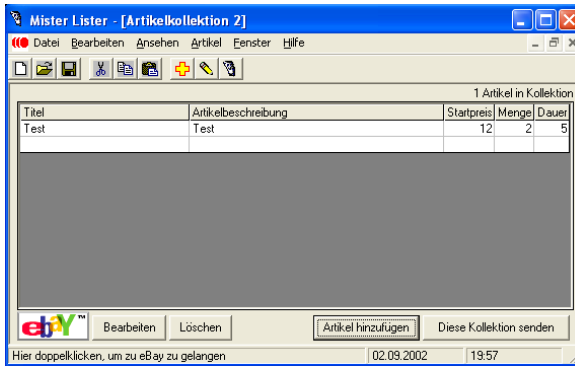 Mister Lister - [Artikelkollektion 2]
Datei Bearbeiten Ansehen Artikel Fenster Hilfe
1 Artikel in Kollektion
Titel Artikelbeschreibung Startpreis Menge Dauer
Test Test 12 2 5
ebaY™ Bearbeiten Löschen Artikel hinzufügen Diese Kollektion senden
Hier doppelklicken, um zu eBay zu gelangen 02.09.2002 19:57